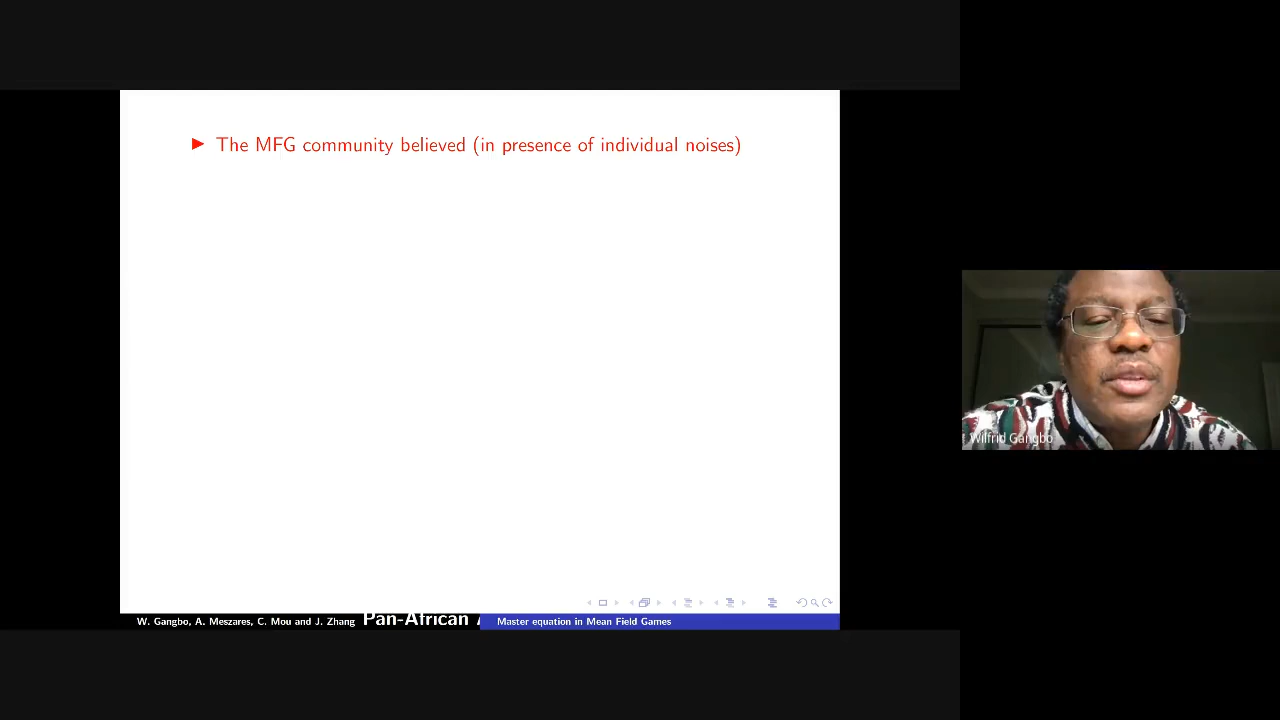 ▶ The MFG community believed (in presence of individual noises)
Wilfrid Gangbo
W. Gangbo, A. Meszares, C. Mou and J. Zhang Pan-African Master equation in Mean Field Games